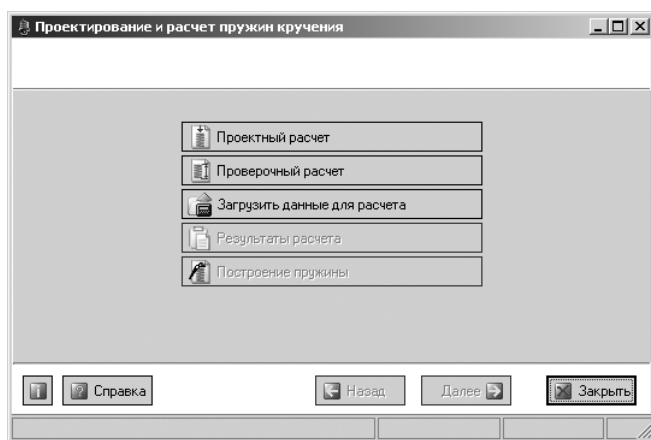 Проектирование и расчет пружин кручения
Проектный расчет
Проверочный расчет
Загрузить данные для расчета
Результаты расчета
Построение пружины
Справка Назад Далее Закрыть